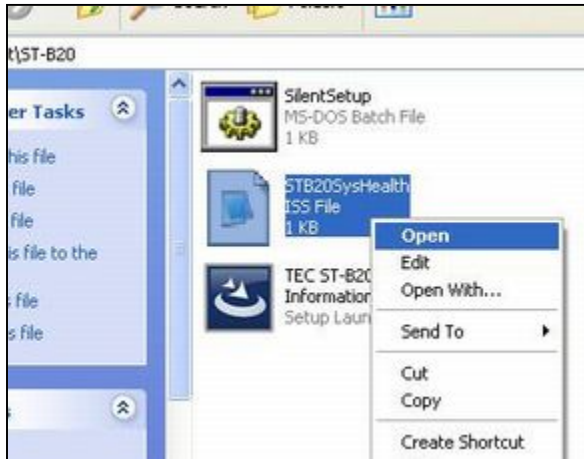 t\ST-B20
er Tasks
his file
file
file
is file to the
s file
s file
s
SilentSetup
MS-DOS Batch File
1 KB
STB20SysHealth
ISS File
1 KB
TEC ST-B20
Information
Setup Laun
Open
Edit
Open With...
Send To
Cut
Copy
Create Shortcut